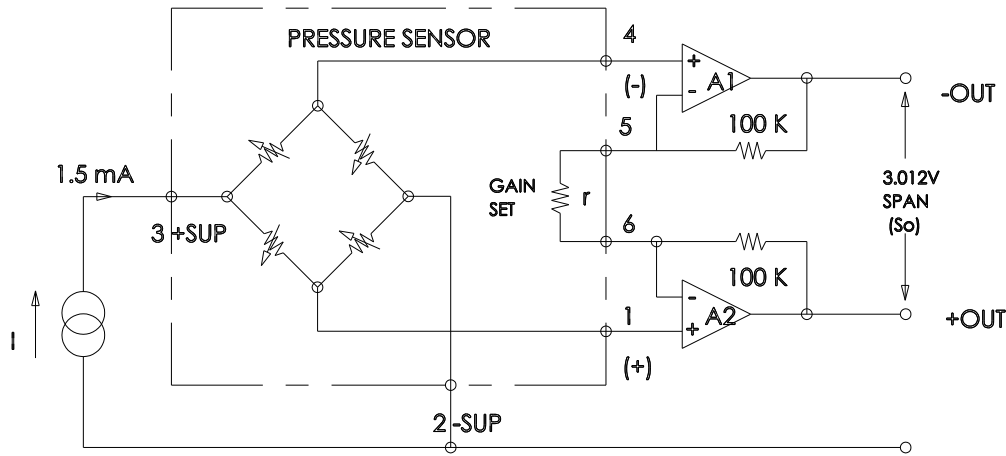 PRESSURE SENSOR
4
(-)
+
A1
-
-OUT
5
100 K
1.5 mA
GAIN
SET
r
3.012V
SPAN
(So)
3 +SUP
6
100 K
-
A2
+
1
(+)
+OUT
I
2 -SUP